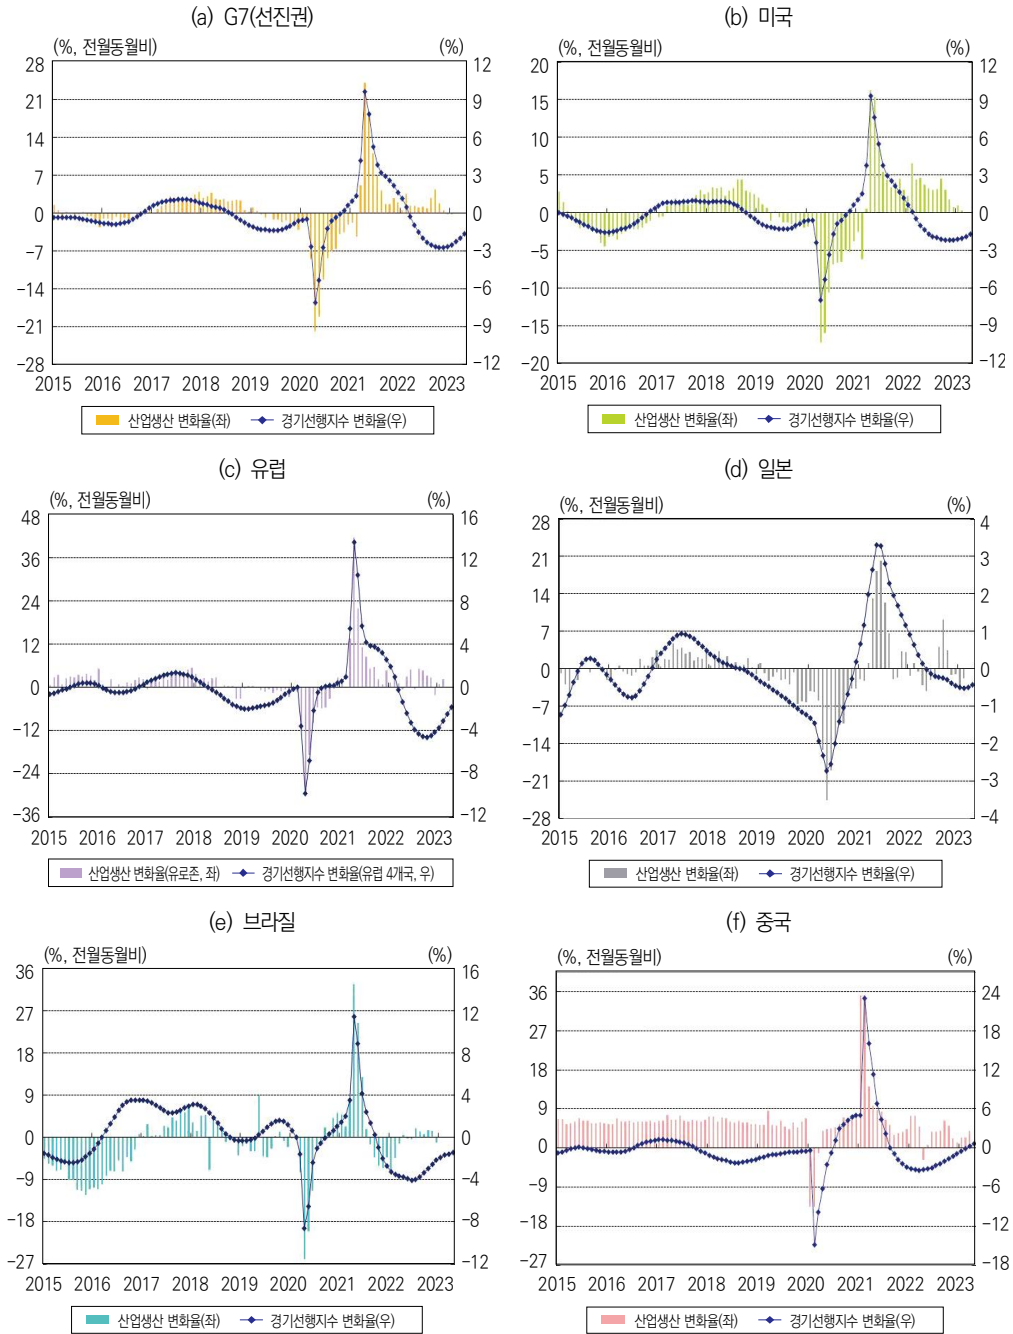 (a) G7(선진권)
(%, 전월동월비) (%)
28 12
21 9
14 6
7 3
0 0
−7 −3
−14 −6
−21 −9
−28 −12
2015 2016 2017 2018 2019 2020 2021 2022 2023
산업생산 변화율(좌) 경기선행지수 변화율(우)
(b) 미국
(%, 전월동월비) (%)
20 12
15 9
10 6
5 3
0 0
−5 −3
−10 −6
−15 −9
−20 −12
2015 2016 2017 2018 2019 2020 2021 2022 2023
산업생산 변화율(좌) 경기선행지수 변화율(우)
(c) 유럽
(%, 전월동월비) (%)
48 16
36 12
24 8
12 4
0 0
−12 −4
−24 −8
−36 −12
2015 2016 2017 2018 2019 2020 2021 2022 2023
산업생산 변화율(유로존, 좌) 경기선행지수 변화율(유럽 4개국, 우)
(d) 일본
(%, 전월동월비) (%)
28 4
21 3
14 2
7 1
0 0
−7 −1
−14 −2
−21 −3
−28 −4
2015 2016 2017 2018 2019 2020 2021 2022 2023
산업생산 변화율(좌) 경기선행지수 변화율(우)
(e) 브라질
(%, 전월동월비) (%)
36 16
27 12
18 8
9 4
0 0
−9 −4
−18 −8
−27 −12
2015 2016 2017 2018 2019 2020 2021 2022 2023
산업생산 변화율(좌) 경기선행지수 변화율(우)
(f) 중국
(%, 전월동월비) (%)
36 24
27 18
18 12
9 6
0 0
−9 −6
−18 −12
−27 −18
2015 2016 2017 2018 2019 2020 2021 2022 2023
산업생산 변화율(좌) 경기선행지수 변화율(우)